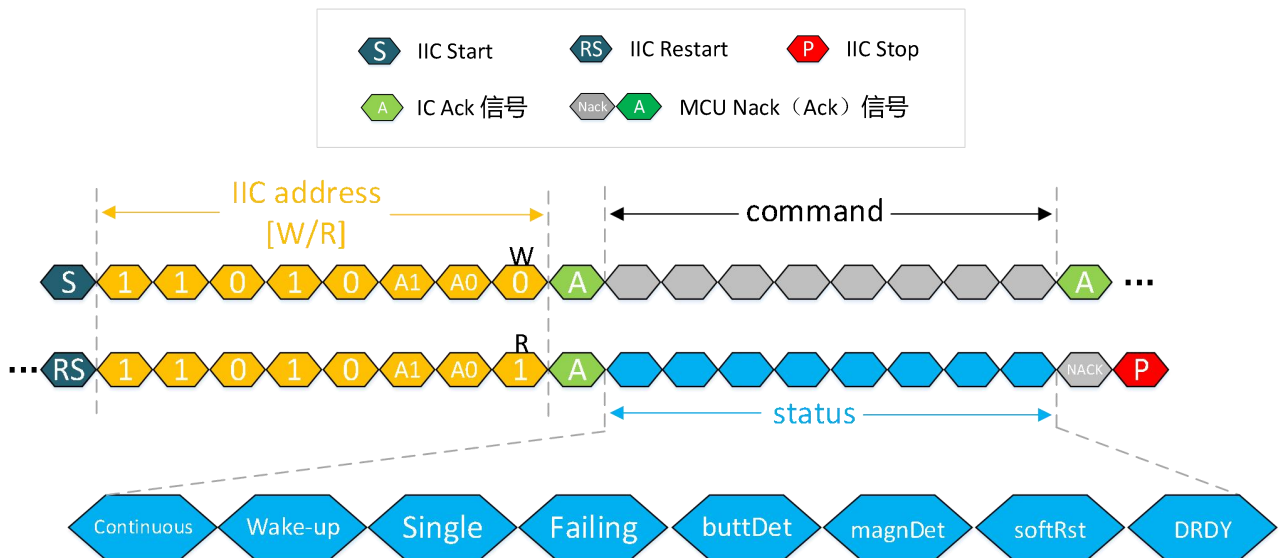 S IIC Start RS IIC Restart P IIC Stop
A IC Ack 信号 Nack A MCU Nack（Ack）信号
IIC address
[W/R]
command
W
S 1 1 0 1 0 A1 A0 0 A A ...
R
... RS 1 1 0 1 0 A1 A0 1 A NACK P
status
Continuous Wake-up Single Failing buttDet magnDet softRst DRDY